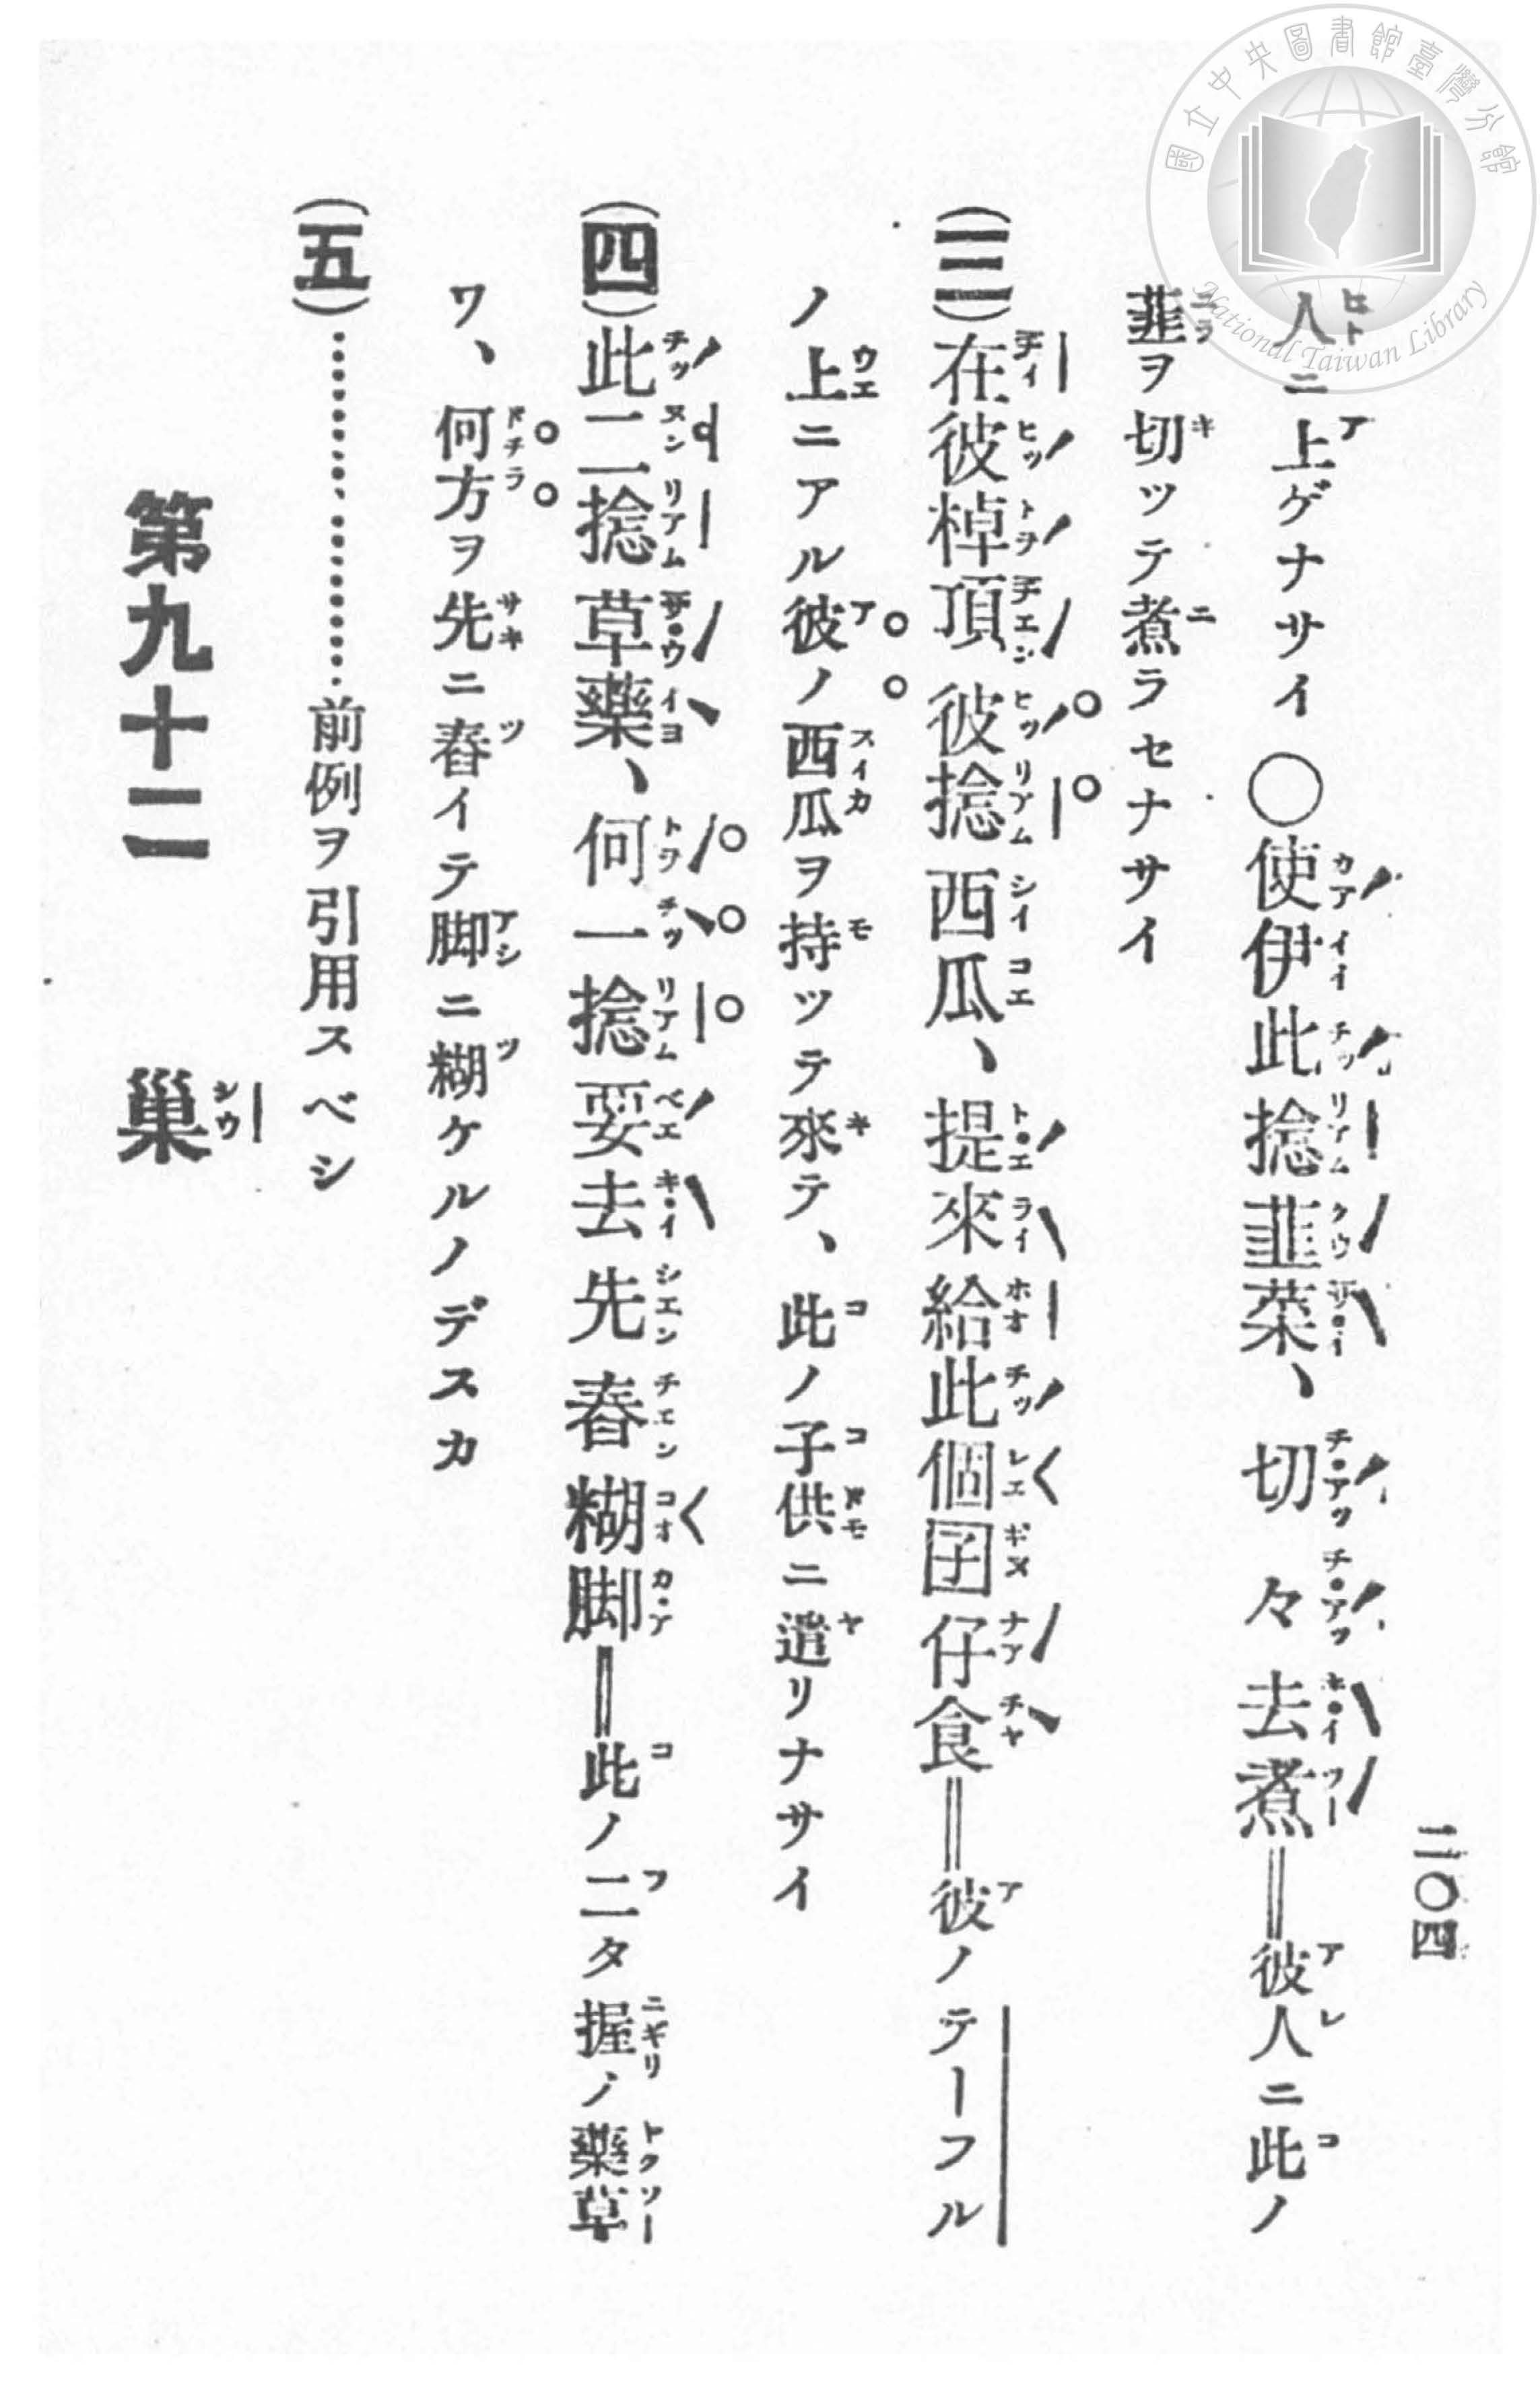 國立中央圖書館臺灣分館
National Taiwan Library
二〇四
人ニ上ゲナサイ ◯使伊此捻韮菜、切々去煮‖彼人ニ此ノ
韮ヲ切ッテ煮ラセナサイ
(三)在彼棹頂彼捻西瓜、提來給此個囝仔食‖彼ノテーフル
ノ上ニアル彼ノ西瓜ヲ持ッテ來テ、此ノ子供ニ遣リナサイ
(四)此二捻草藥、何一捻要去先舂糊脚‖此ノ二タ握ノ藥草
ワ、何方ヲ先ニ舂イテ脚ニ糊ケルノデスカ
(五)…………、…………前例ヲ引用スベシ
第九十二 巢